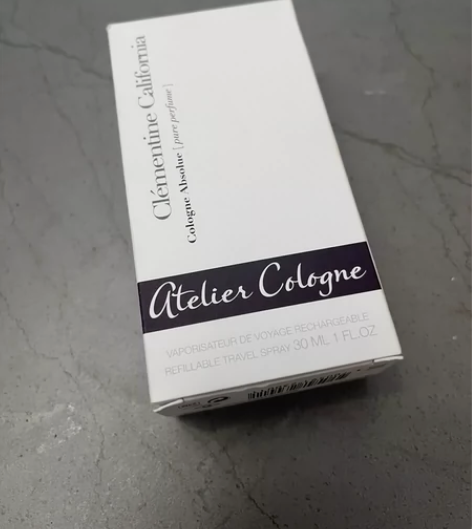 Clémentine California
Cologne Absolue [ pure perfume ]
Atelier Cologne
VAPORISATEUR DE VOYAGE RECHARGEABLE
REFILLABLE TRAVEL SPRAY 30 ML 1 FL.OZ